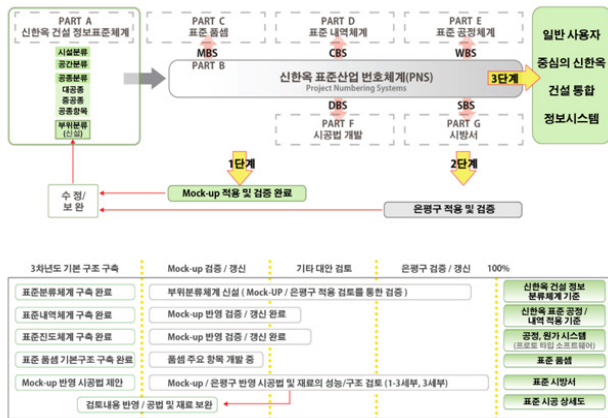 PART A
신한옥 건설 정보표준체계
시설분류
공간분류
공종분류
대공종
중공종
공종항목
부위분류
(신설)
PART C
표준 품셈
MBS
PART D
표준 내역체계
CBS
PART E
표준 공정체계
WBS
PART B
신한옥 표준산업 번호체계(PNS)
Project Numbering Systems
3단계
DBS
PART F
시공법 개발
SBS
PART G
시방서
일반 사용자
중심의 신한옥
건설 통합
정보시스템
1단계
2단계
수 정/
보 완
Mock-up 적용 및 검증 완료
은평구 적용 및 검증
3차년도 기본 구조 구축
Mock-up 검증 / 갱신
기타 대안 검토
은평구 검증 / 갱신
100%
표준분류체계 구축 완료
부위분류체계 신설 ( Mock-UP / 은평구 적용 검토를 통한 검증 )
신한옥 건설 정보
분류체계 기준
표준내역체계 구축 완료
Mock-up 반영 검증 / 갱신 완료
신한옥 표준 공정 /
내역 적용 기준
표준진도체계 구축 완료
Mock-up 반영 검증 / 갱신 완료
공정, 원가 시스템
(프로토 타입 소프트웨어)
표준 품셈 기본구조 구축 완료
품셈 주요 항목 개발 중
표준 품셈
Mock-up 반영 시공법 제안
Mock-up / 은평구 반영 시공법 및 재료의 성능/구조 검토 (1-3세부, 3세부)
표준 시방서
검토내용 반영 / 공법 및 재료 보완
표준 시공 상세도